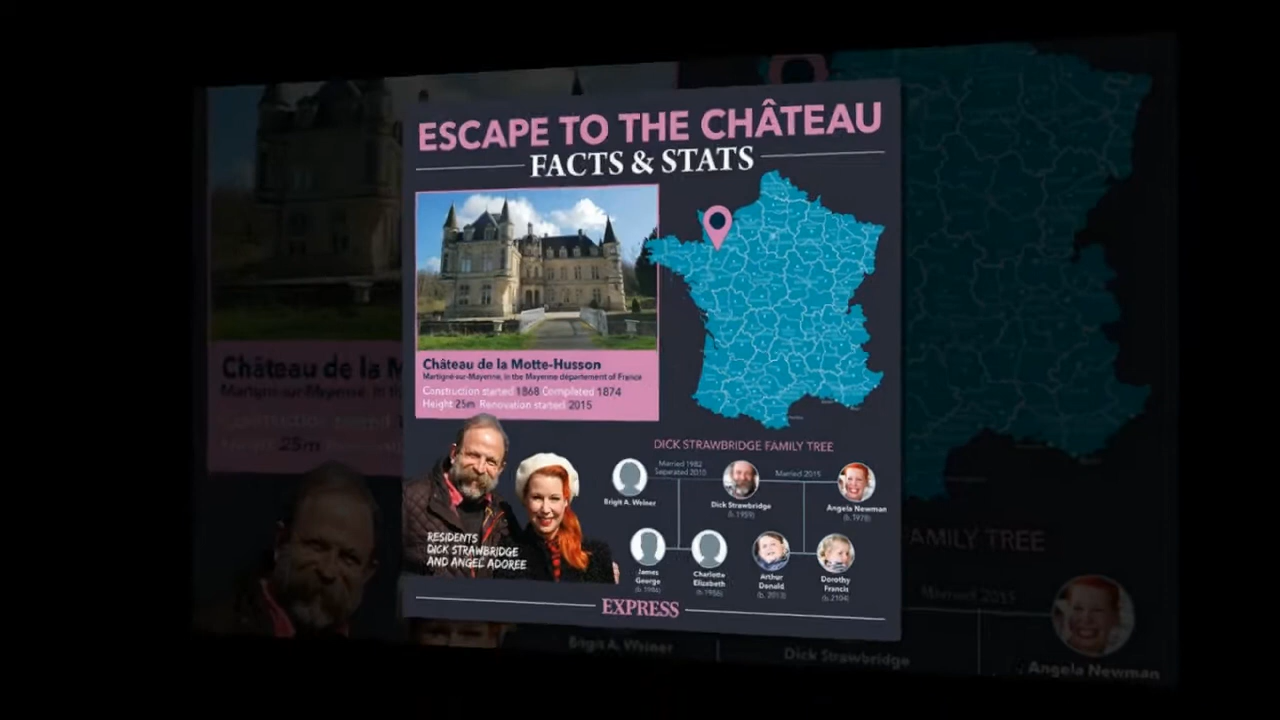 ESCAPE TO THE CHÂTEAU
FACTS & STATS
Château de la Motte-Husson
Martigné-sur-Mayenne, in the Mayenne département of France
Construction started 1868 Completed 1874
Height 25m Renovation started 2015
RESIDENTS
DICK STRAWBRIDGE
AND ANGEL ADOREE
DICK STRAWBRIDGE FAMILY TREE
Married 1982
Separated 2010
Married 2015
Brigit A. Weiner
Dick Strawbridge
(b. 1959)
Angela Newman
(b. 1978)
James
George
(b. 1984)
Charlotte
Elizabeth
Arthur
Donald
(b. 2013)
Dorothy
Francis
(b. 2104)
EXPRESS
Château de la M
Martigné-sur-Mayenne, in th
25m
FAMILY TREE
Married 2015
Brigit A. Weiner
Dick Strawbridge
Angela Newman